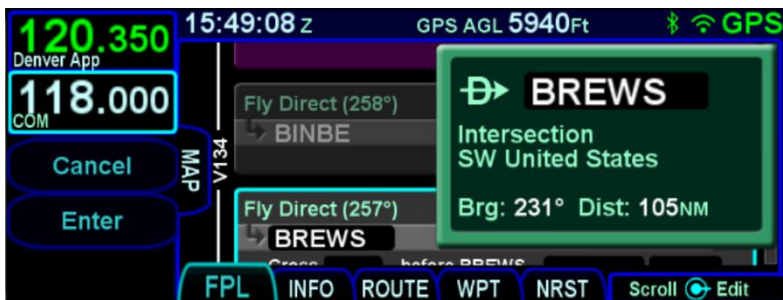 120.350
Denver App
118.000
COM
Cancel
Enter
15:49:08 Z
GPS AGL 5940FT
GPS
MAP
V134
Fly Direct (258°)
BINBE
Fly Direct (257°)
BREWS
Cross
before BREWS
D BREWS
Intersection
SW United States
Brg: 231° Dist: 105NM
FPL INFO ROUTE WPT NRST Scroll Edit